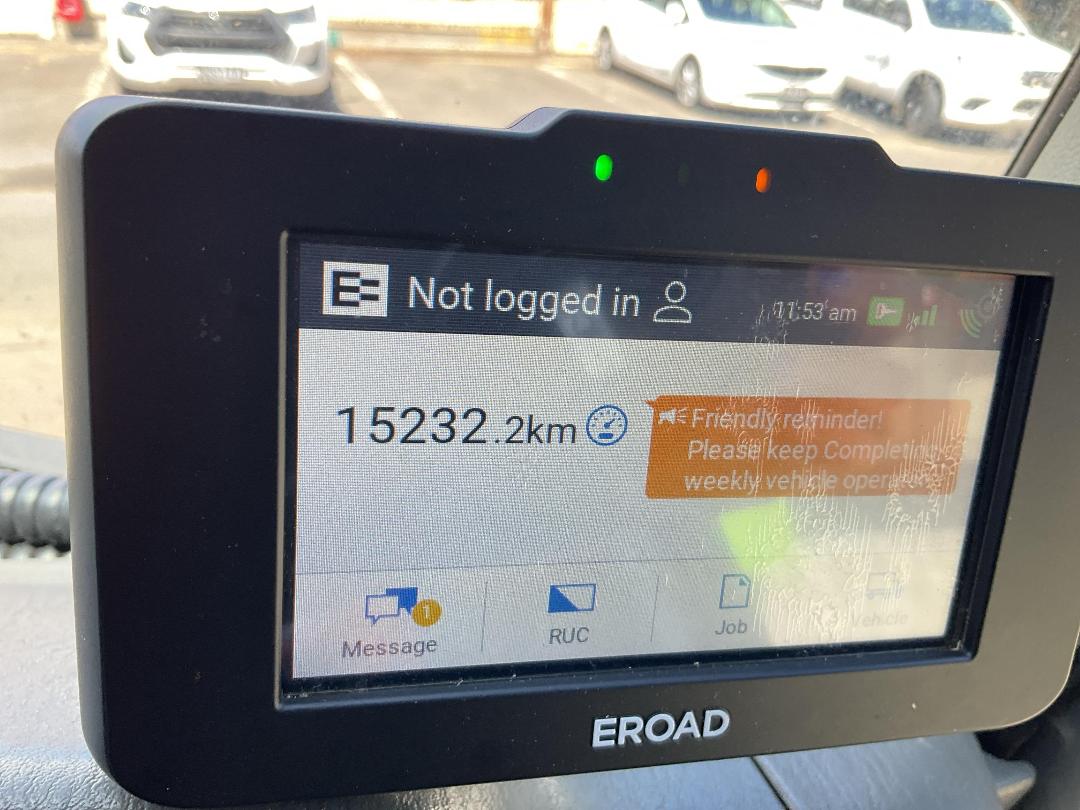 Not logged in
11:53 am
15232.2km
Friendly reminder!
Please keep Completing
weekly vehicle opera
1
Message
RUC
Job
Vehicle
EROAD